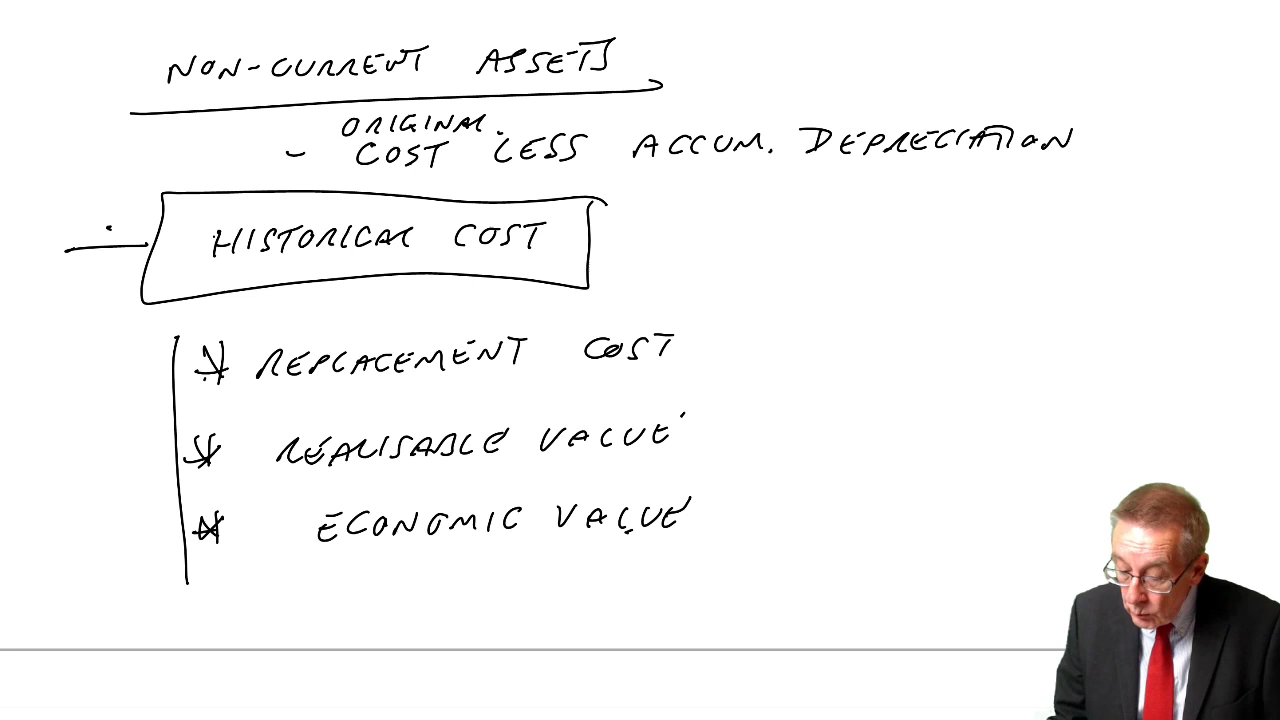 NON-CURRENT ASSETS
ORIGINAL
- COST LESS ACCUM. DEPRECIATION
HISTORICAL COST
* REPLACEMENT COST
* REALISABLE VALUE
* ECONOMIC VALUE